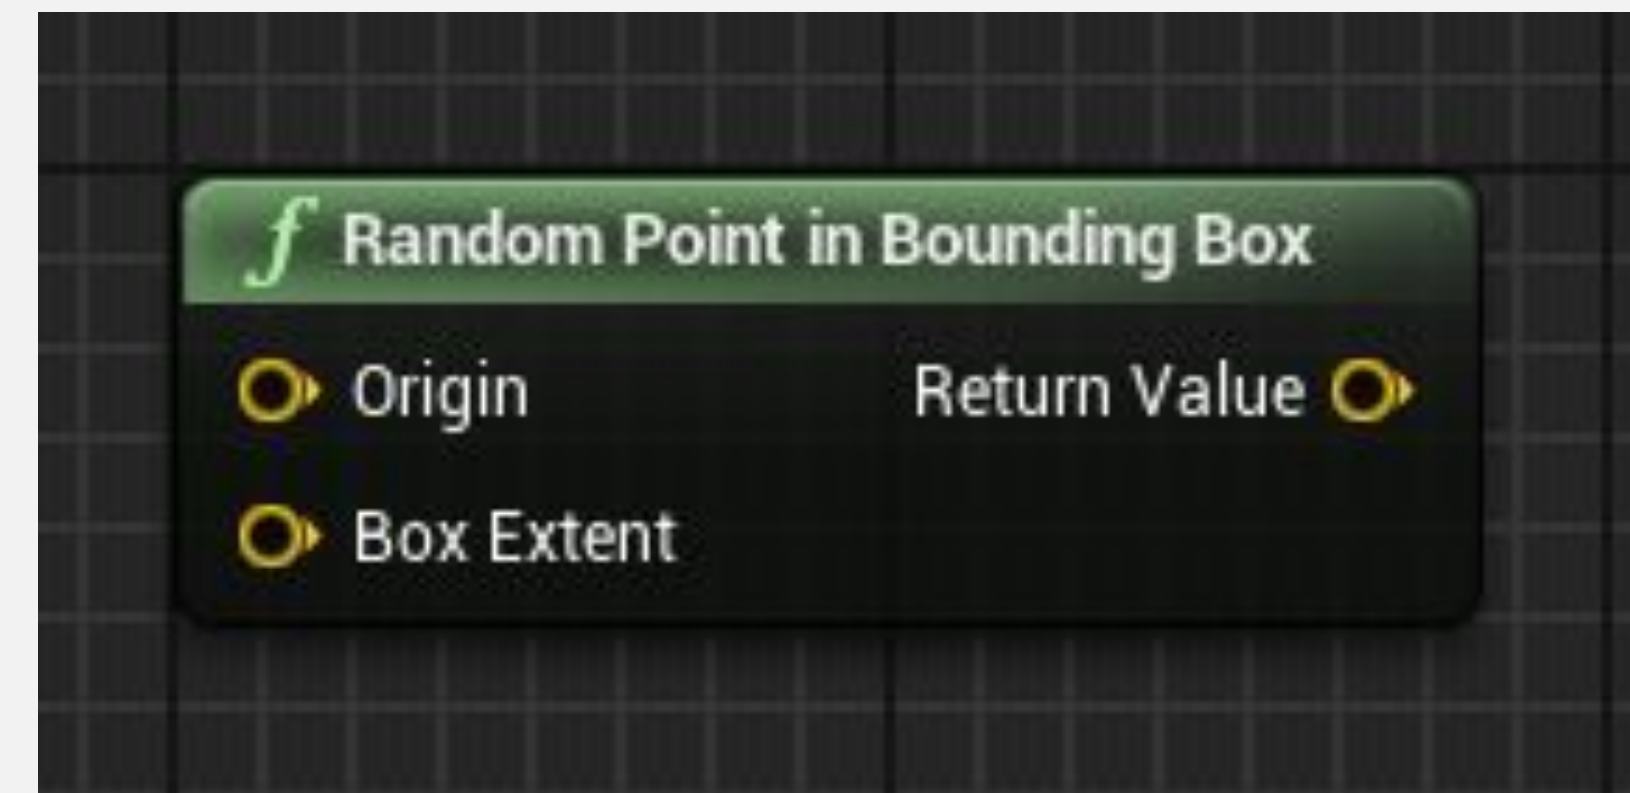 f Random Point in Bounding Box
Origin Return Value
Box Extent